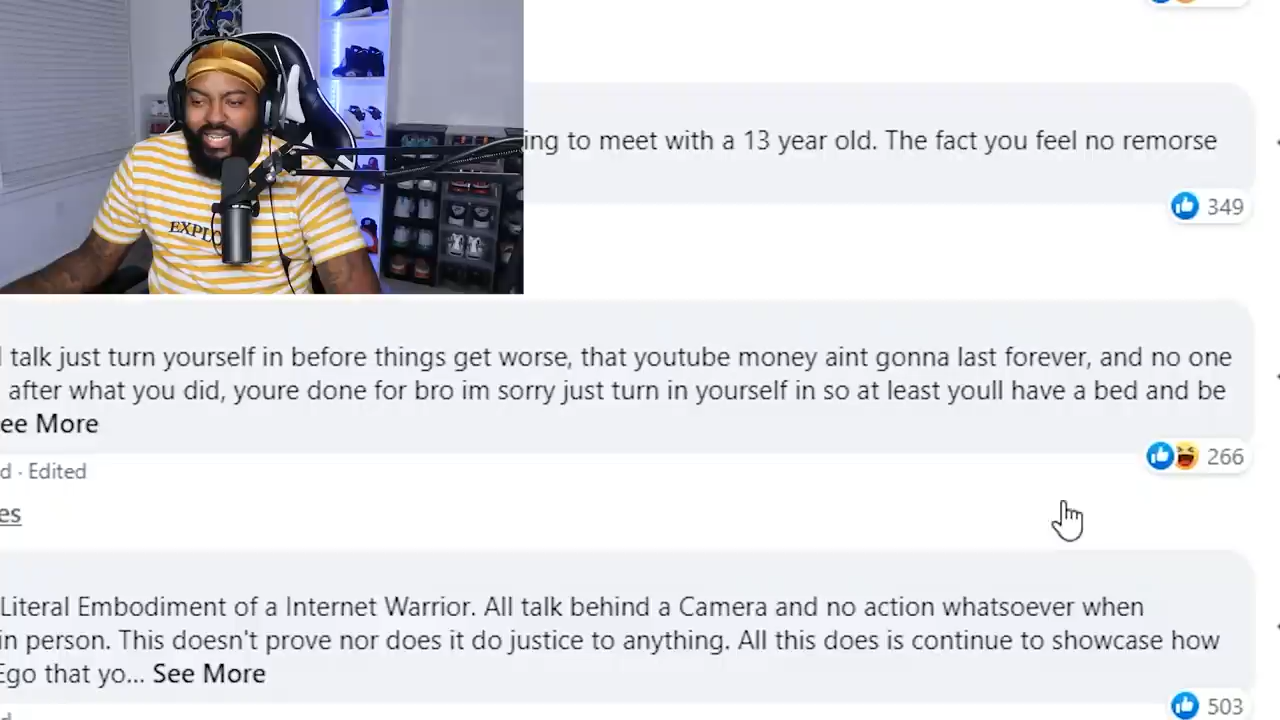 EXPLO
ing to meet with a 13 year old. The fact you feel no remorse
349
talk just turn yourself in before things get worse, that youtube money aint gonna last forever, and no one
after what you did, youre done for bro im sorry just turn in yourself in so at least youll have a bed and be
ee More
266
d · Edited
es
Literal Embodiment of a Internet Warrior. All talk behind a Camera and no action whatsoever when
in person. This doesn't prove nor does it do justice to anything. All this does is continue to showcase how
Ego that yo... See More
503